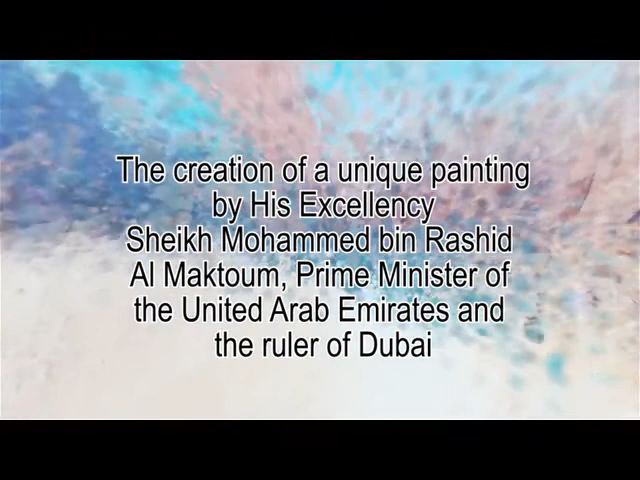 The creation of a unique painting
by His Excellency
Sheikh Mohammed bin Rashid
Al Maktoum, Prime Minister of
the United Arab Emirates and
the ruler of Dubai